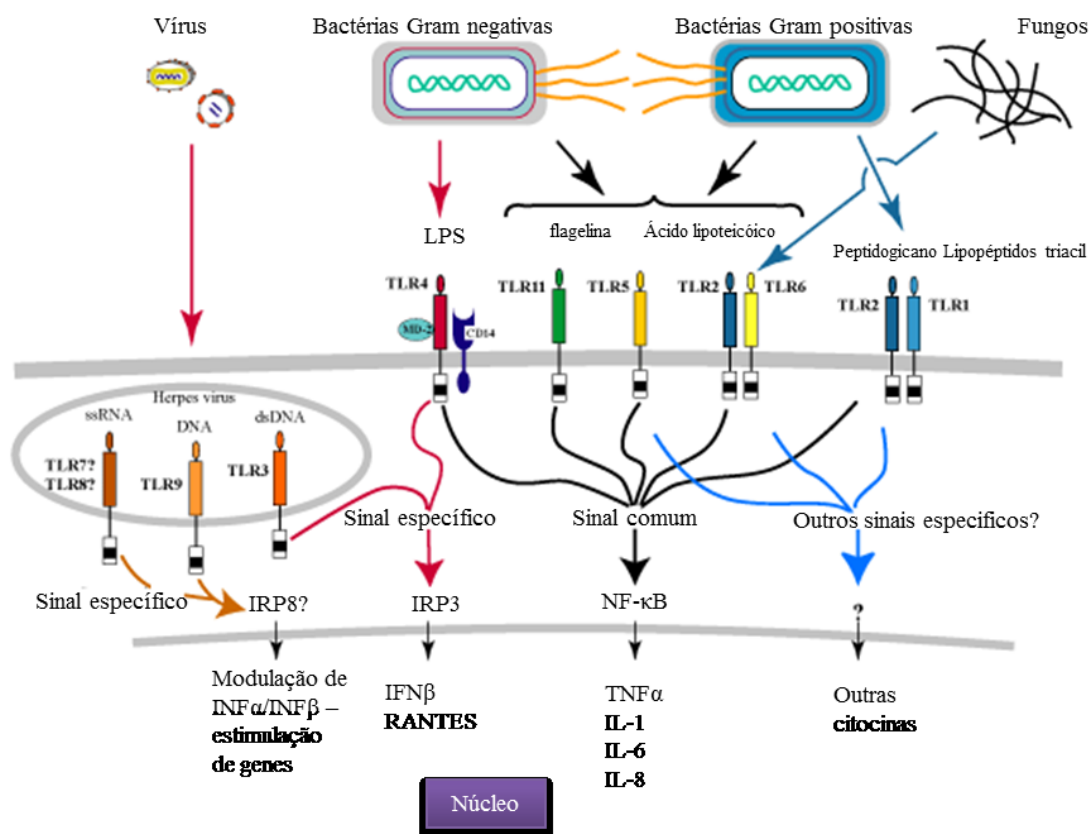 Vírus
Bactérias Gram negativas
Bactérias Gram positivas
Fungos
LPS
flagelina
Ácido lipoteicóico
Peptidogicano Lipopéptidos triacil
TLR4
MD-2
CD14
TLR11
TLR5
TLR2
TLR6
TLR2
TLR1
Herpes vírus
ssRNA
DNA
dsDNA
TLR7?
TLR8?
TLR9
TLR3
Sinal específico
Sinal comum
Outros sinais especificos?
Sinal específico
IRP8?
IRP3
NF-κB
?
Modulação de
INFα/INFβ –
estimulação
de genes
IFNβ
RANTES
TNFα
IL-1
IL-6
IL-8
Outras
citocinas
Núcleo